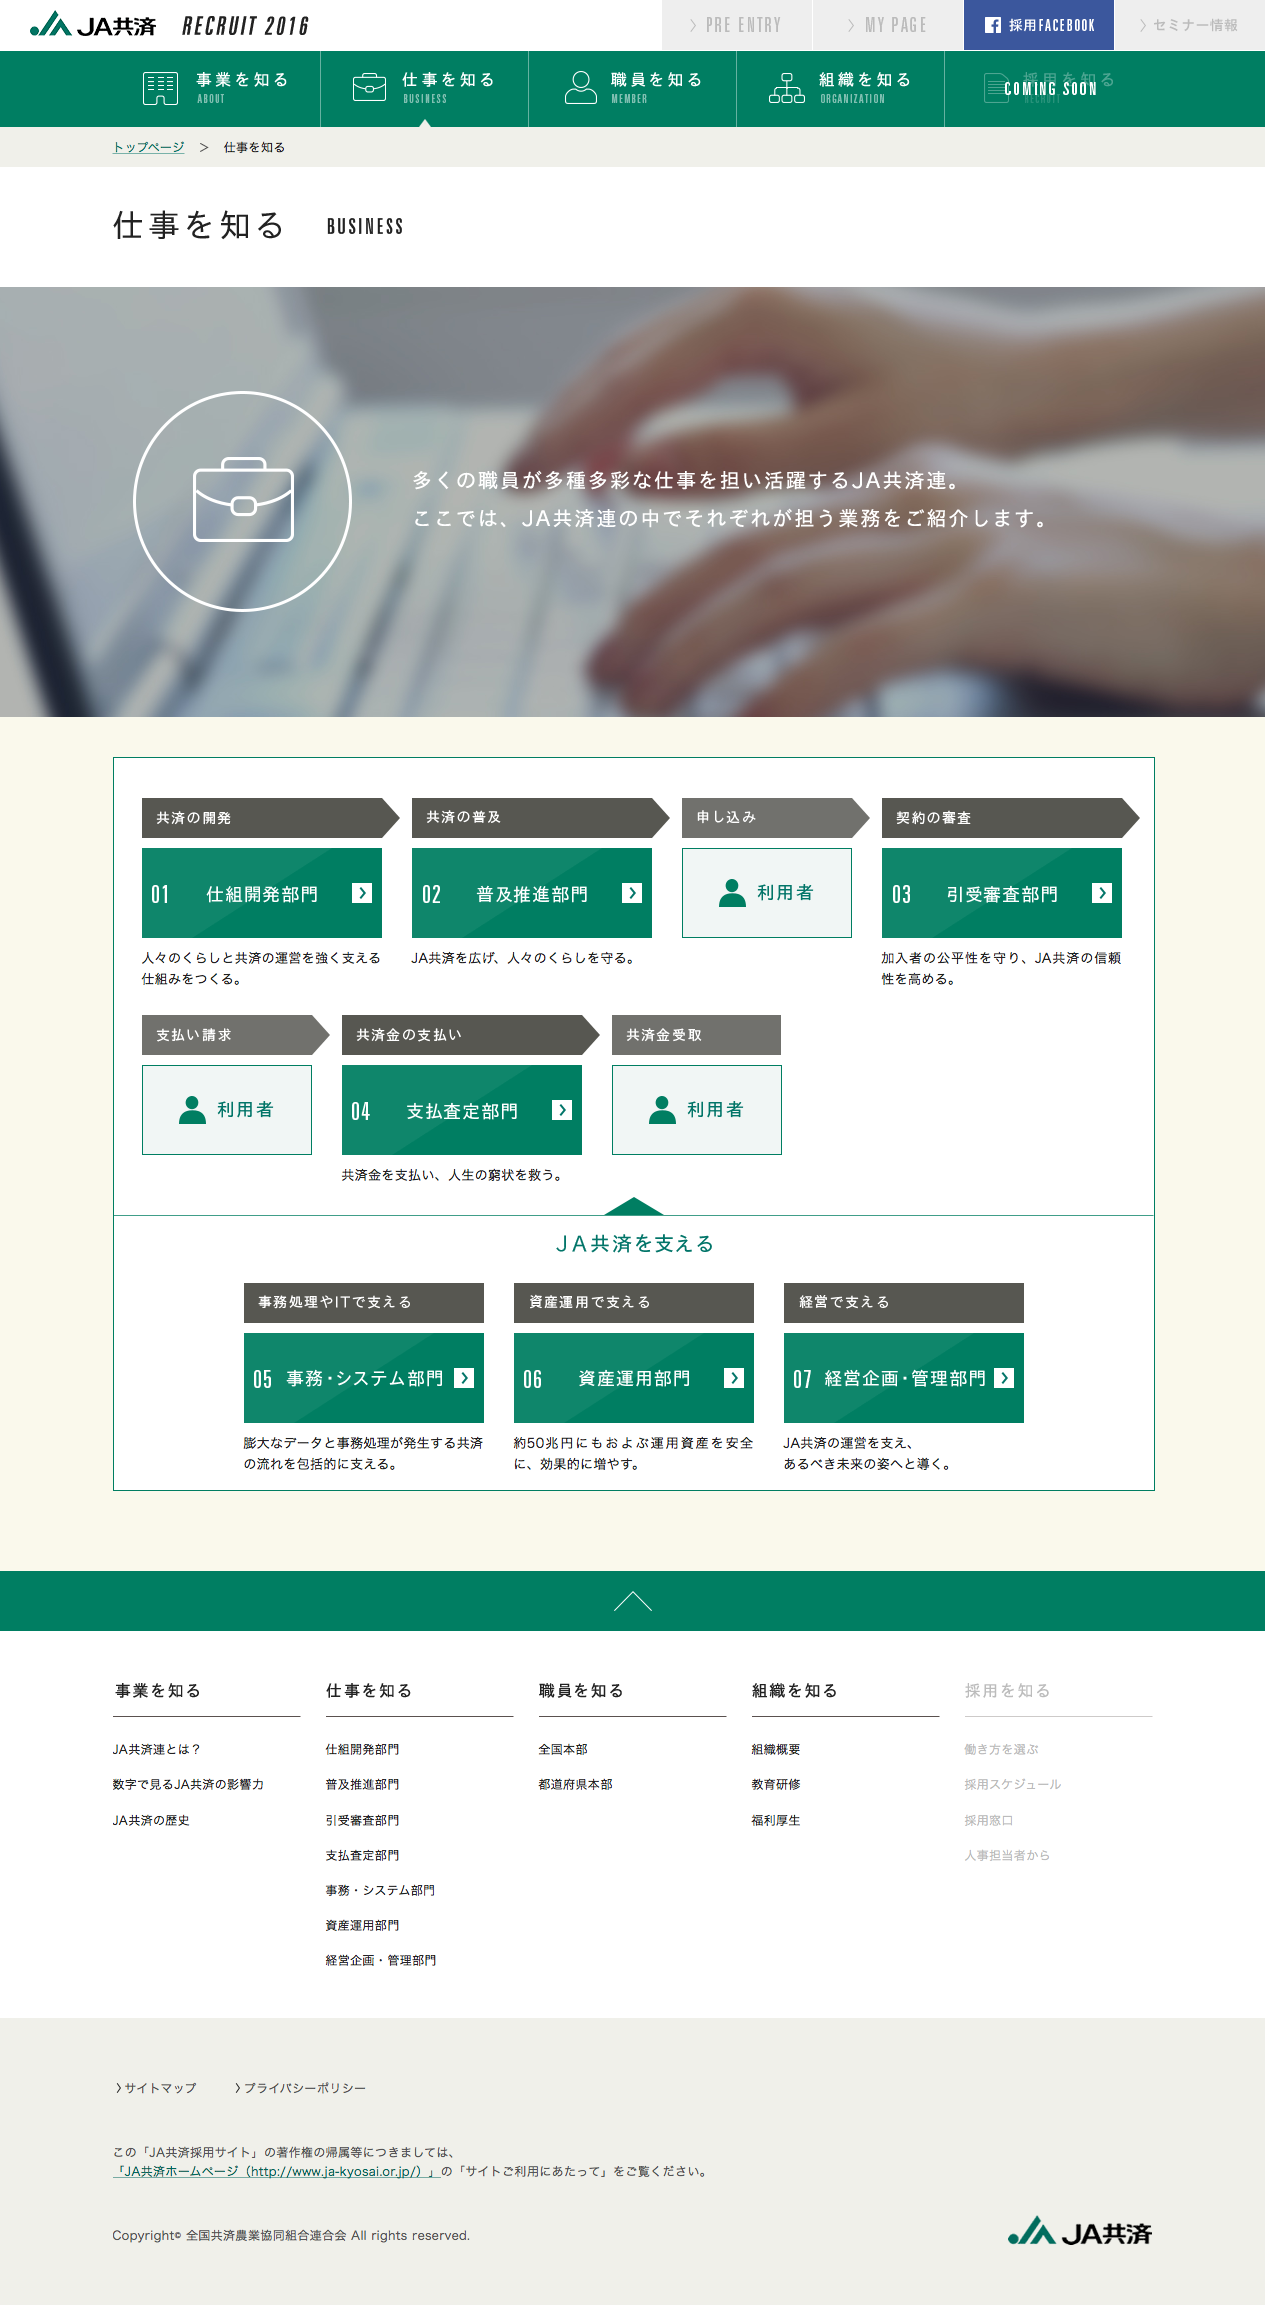 JA共済 RECRUIT 2016
PRE ENTRY
MY PAGE
採用FACEBOOK
セミナー情報
事業を知る
ABOUT
仕事を知る
BUSINESS
職員を知る
MEMBER
組織を知る
ORGANIZATION
採用を知る
RECRUIT
COMING SOON
トップページ > 仕事を知る
仕事を知る BUSINESS
多くの職員が多種多彩な仕事を担い活躍するJA共済連。
ここでは、JA共済連の中でそれぞれが担う業務をご紹介します。
共済の開発
01 仕組開発部門
人々のくらしと共済の運営を強く支える
仕組みをつくる。
共済の普及
02 普及推進部門
JA共済を広げ、人々のくらしを守る。
申し込み
利用者
契約の審査
03 引受審査部門
加入者の公平性を守り、JA共済の信頼
性を高める。
支払い請求
利用者
共済金の支払い
04 支払査定部門
共済金を支払い、人生の窮状を救う。
共済金受取
利用者
JA共済を支える
事務処理やITで支える
05 事務・システム部門
膨大なデータと事務処理が発生する共済
の流れを包括的に支える。
資産運用で支える
06 資産運用部門
約50兆円にもおよぶ運用資産を安全
に、効果的に増やす。
経営で支える
07 経営企画・管理部門
JA共済の運営を支え、
あるべき未来の姿へと導く。
事業を知る
JA共済連とは？
数字で見るJA共済の影響力
JA共済の歴史
仕事を知る
仕組開発部門
普及推進部門
引受審査部門
支払査定部門
事務・システム部門
資産運用部門
経営企画・管理部門
職員を知る
全国本部
都道府県本部
組織を知る
組織概要
教育研修
福利厚生
採用を知る
働き方を選ぶ
採用スケジュール
採用窓口
人事担当者から
サイトマップ
プライバシーポリシー
この「JA共済採用サイト」の著作権の帰属等につきましては、
「JA共済ホームページ（http://www.ja-kyosai.or.jp/）」の「サイトご利用にあたって」をご覧ください。
Copyright© 全国共済農業協同組合連合会 All rights reserved.
JA共済